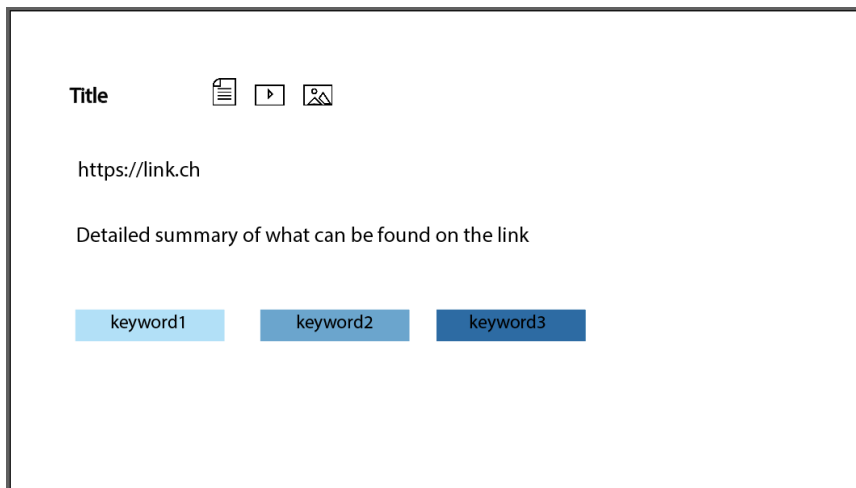 Title
https://link.ch
Detailed summary of what can be found on the link
keyword1 keyword2 keyword3